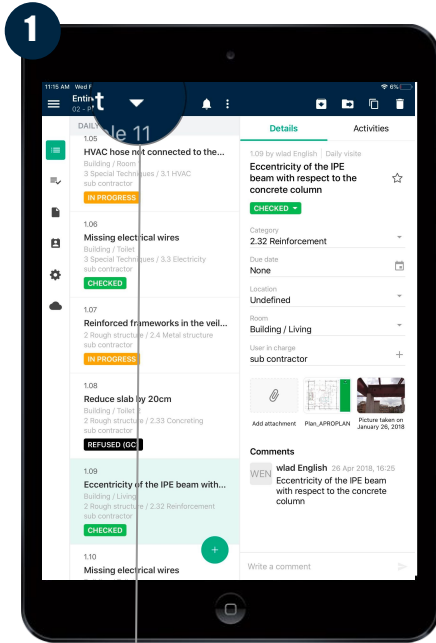 1
11:15 AM Wed F
6%
Entir
t
02 - P
DAILY
ole 11
1.05
HVAC hose not connected to the...
Building / Room
3 Special Techniques / 3.1 HVAC
sub contractor
IN PROGRESS
1.06
Missing electrical wires
Building / Toilet
3 Special Techniques / 3.3 Electricity
sub contractor
CHECKED
1.07
Reinforced frameworks in the veil...
2 Rough structure / 2.4 Metal structure
sub contractor
IN PROGRESS
1.08
Reduce slab by 20cm
Building / Toilet
2 Rough structure / 2.33 Concreting
sub contractor
REFUSED (GC)
1.09
Eccentricity of the IPE beam with...
Building / Living
2 Rough structure / 2.32 Reinforcement
sub contractor
CHECKED
1.10
Missing electrical wires
+
Details
Activities
1.09 by wlad English | Daily visite
Eccentricity of the IPE
beam with respect to the
concrete column
CHECKED
Category
2.32 Reinforcement
Due date
None
Location
Undefined
Room
Building / Living
User in charge
sub contractor
+
Add attachment
Plan_APROPLAN
Picture taken on
January 26, 2018
Comments
WEN
wlad English 26 Apr 2018, 16:25
Eccentricity of the IPE beam
with respect to the concrete
column
Write a comment